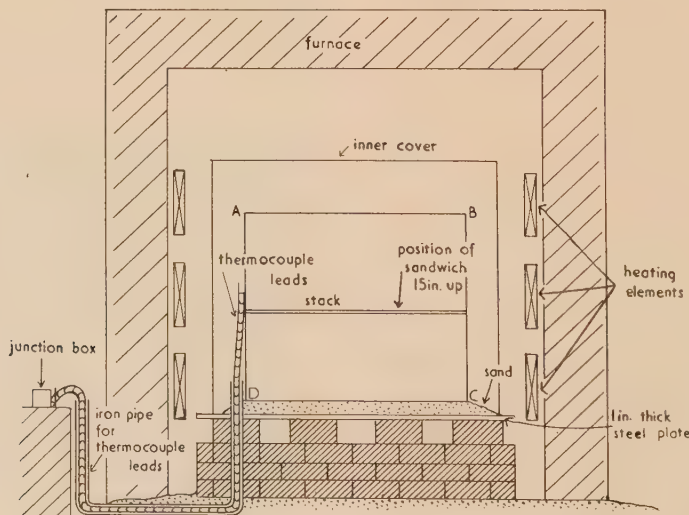 furnace
inner cover
A
B
thermocouple
leads
position of
sandwich
15in. up
stack
heating
elements
junction box
iron pipe
for
thermocouple
leads
D
C
sand
1in. thick
steel plate